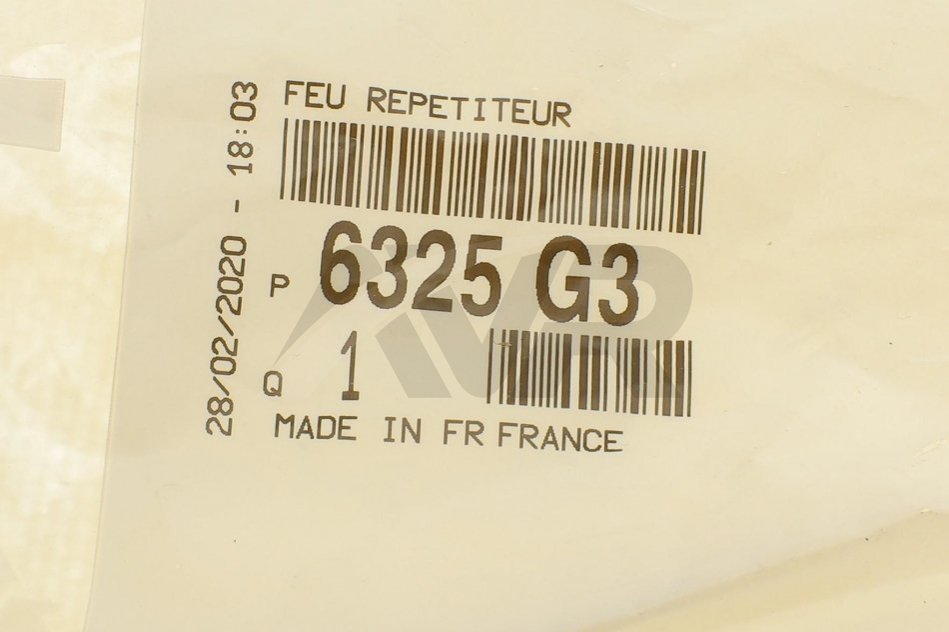 FEU REPETITEUR
28/02/2020 - 18:03
P 6325 G3
Q 1
MADE IN FR FRANCE